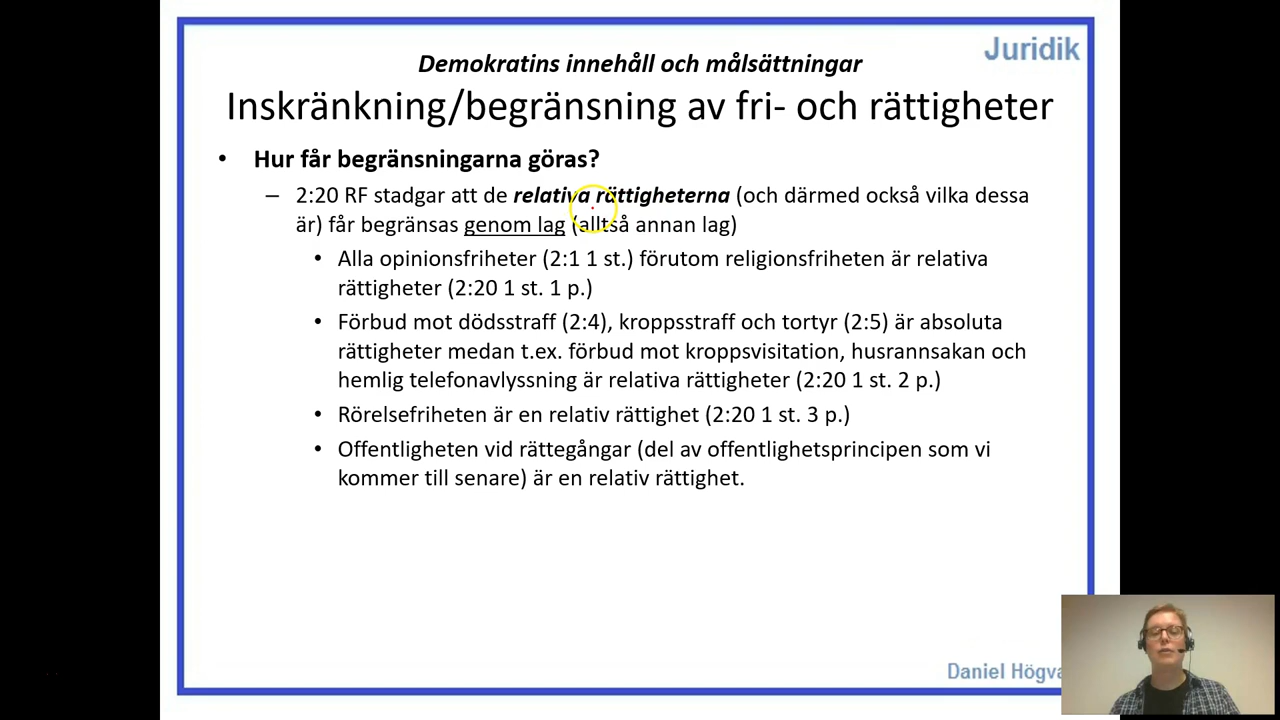 Juridik
Demokratins innehåll och målsättningar
Inskränkning/begränsning av fri- och rättigheter
• Hur får begränsningarna göras?
– 2:20 RF stadgar att de relativa rättigheterna (och därmed också vilka dessa
är) får begränsas genom lag (alltså annan lag)
• Alla opinionsfriheter (2:1 1 st.) förutom religionsfriheten är relativa
rättigheter (2:20 1 st. 1 p.)
• Förbud mot dödsstraff (2:4), kroppsstraff och tortyr (2:5) är absoluta
rättigheter medan t.ex. förbud mot kroppsvisitation, husrannsakan och
hemlig telefonavlyssning är relativa rättigheter (2:20 1 st. 2 p.)
• Rörelsefriheten är en relativ rättighet (2:20 1 st. 3 p.)
• Offentligheten vid rättegångar (del av offentlighetsprincipen som vi
kommer till senare) är en relativ rättighet.
Daniel